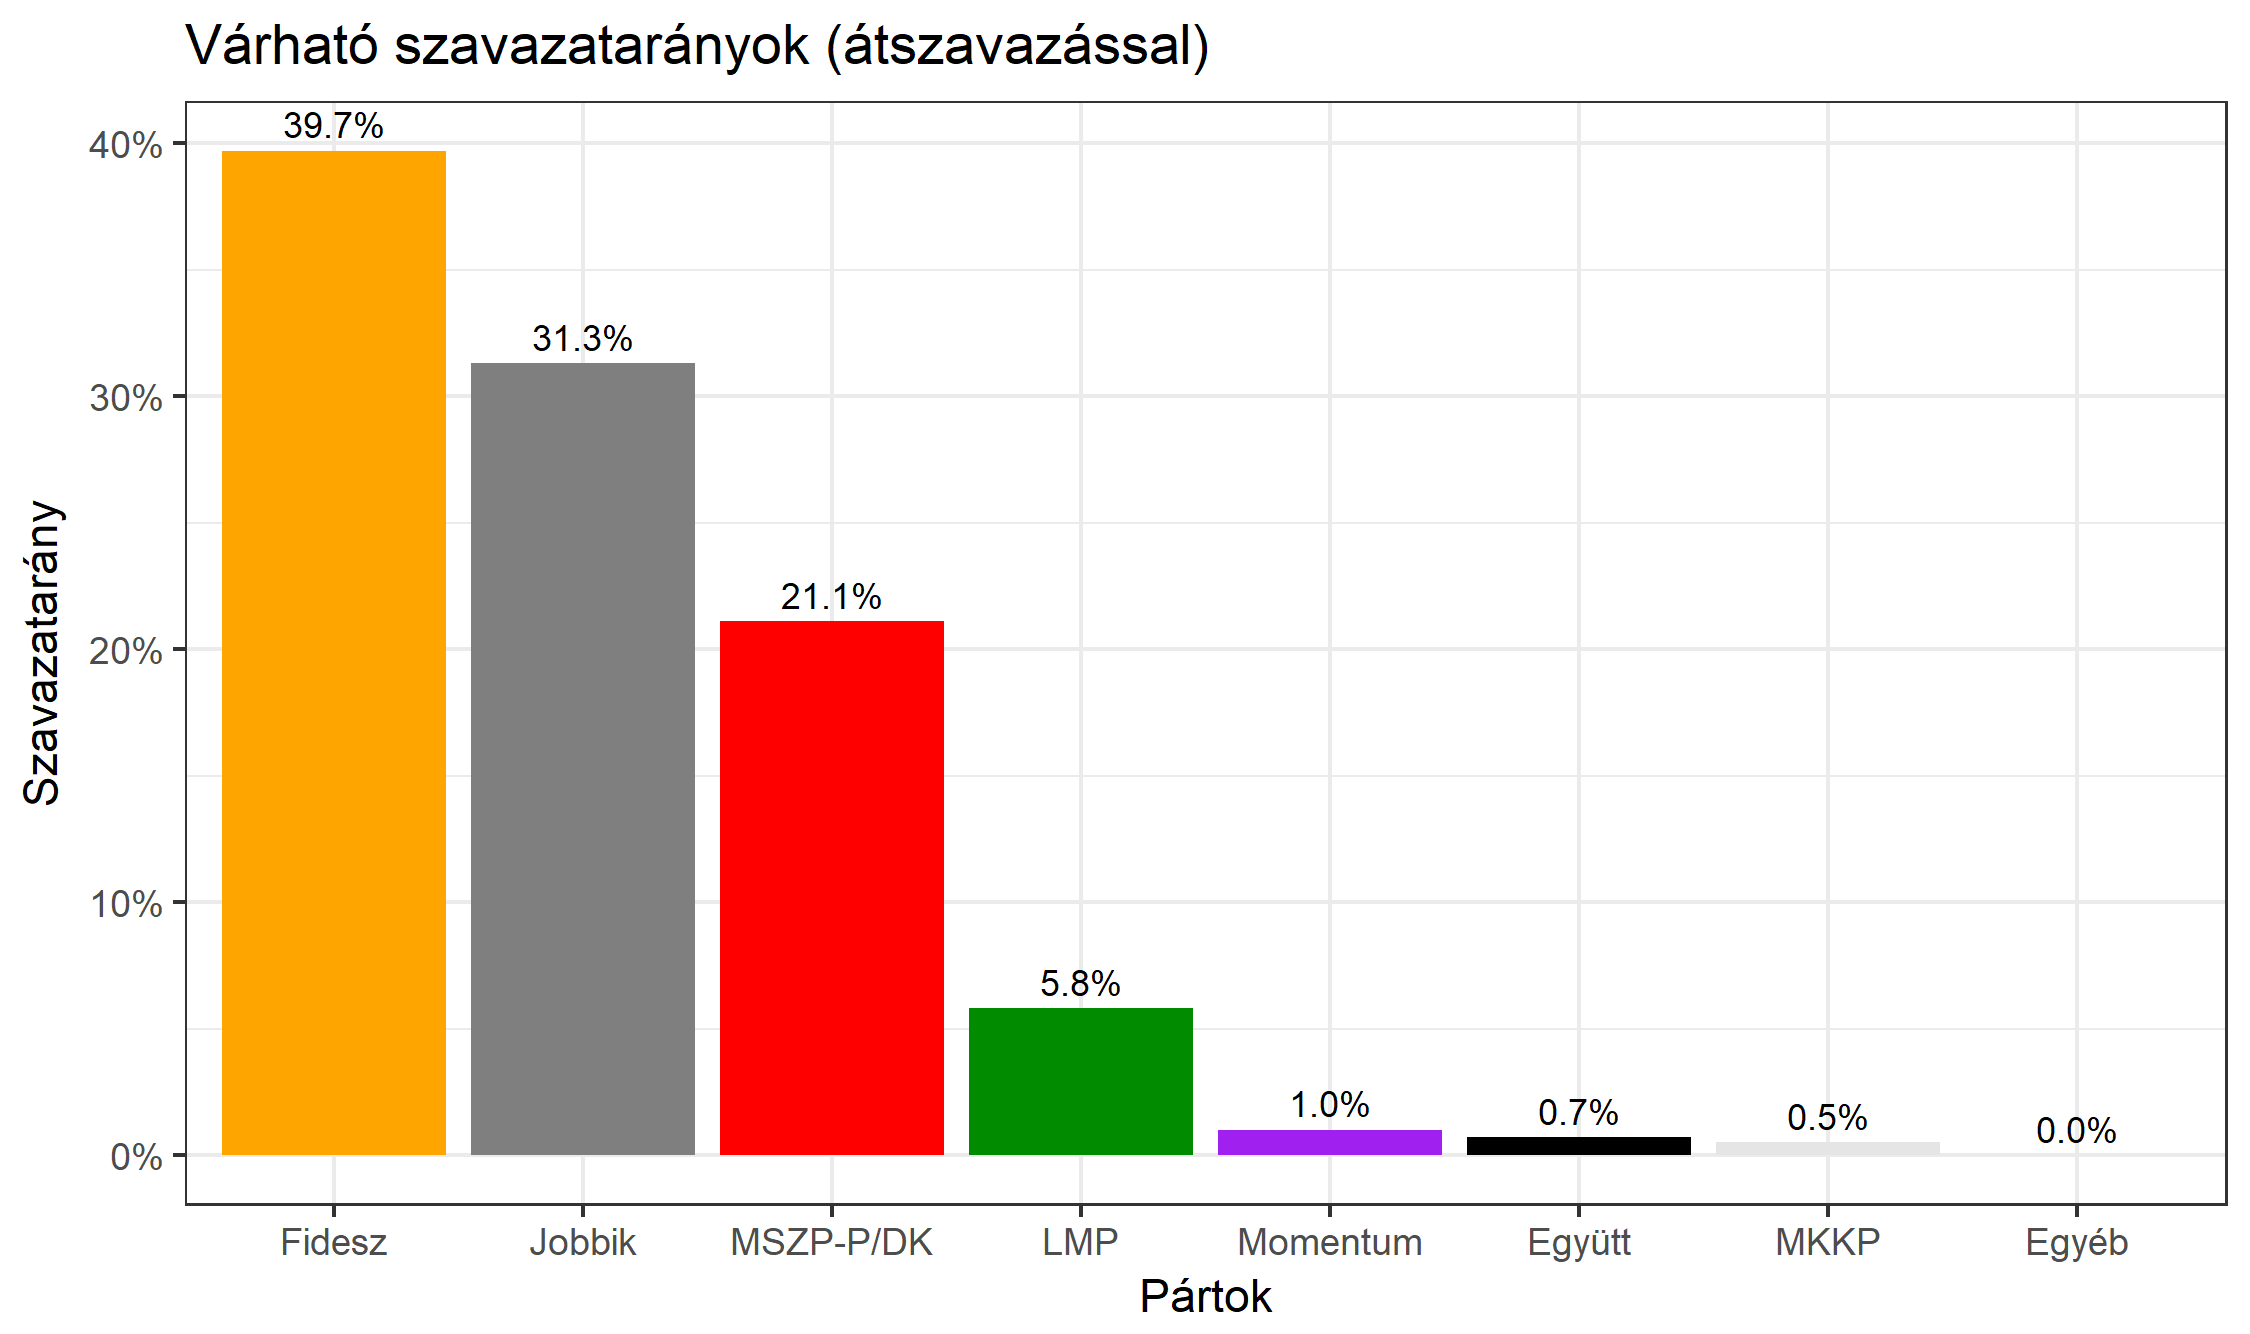 Várható szavazatarányok (átszavazással)
Szavazatarány
40%
30%
20%
10%
0%
39.7%
31.3%
21.1%
5.8%
1.0%
0.7%
0.5%
0.0%
Fidesz
Jobbik
MSZP-P/DK
LMP
Momentum
Együtt
MKKP
Egyéb
Pártok